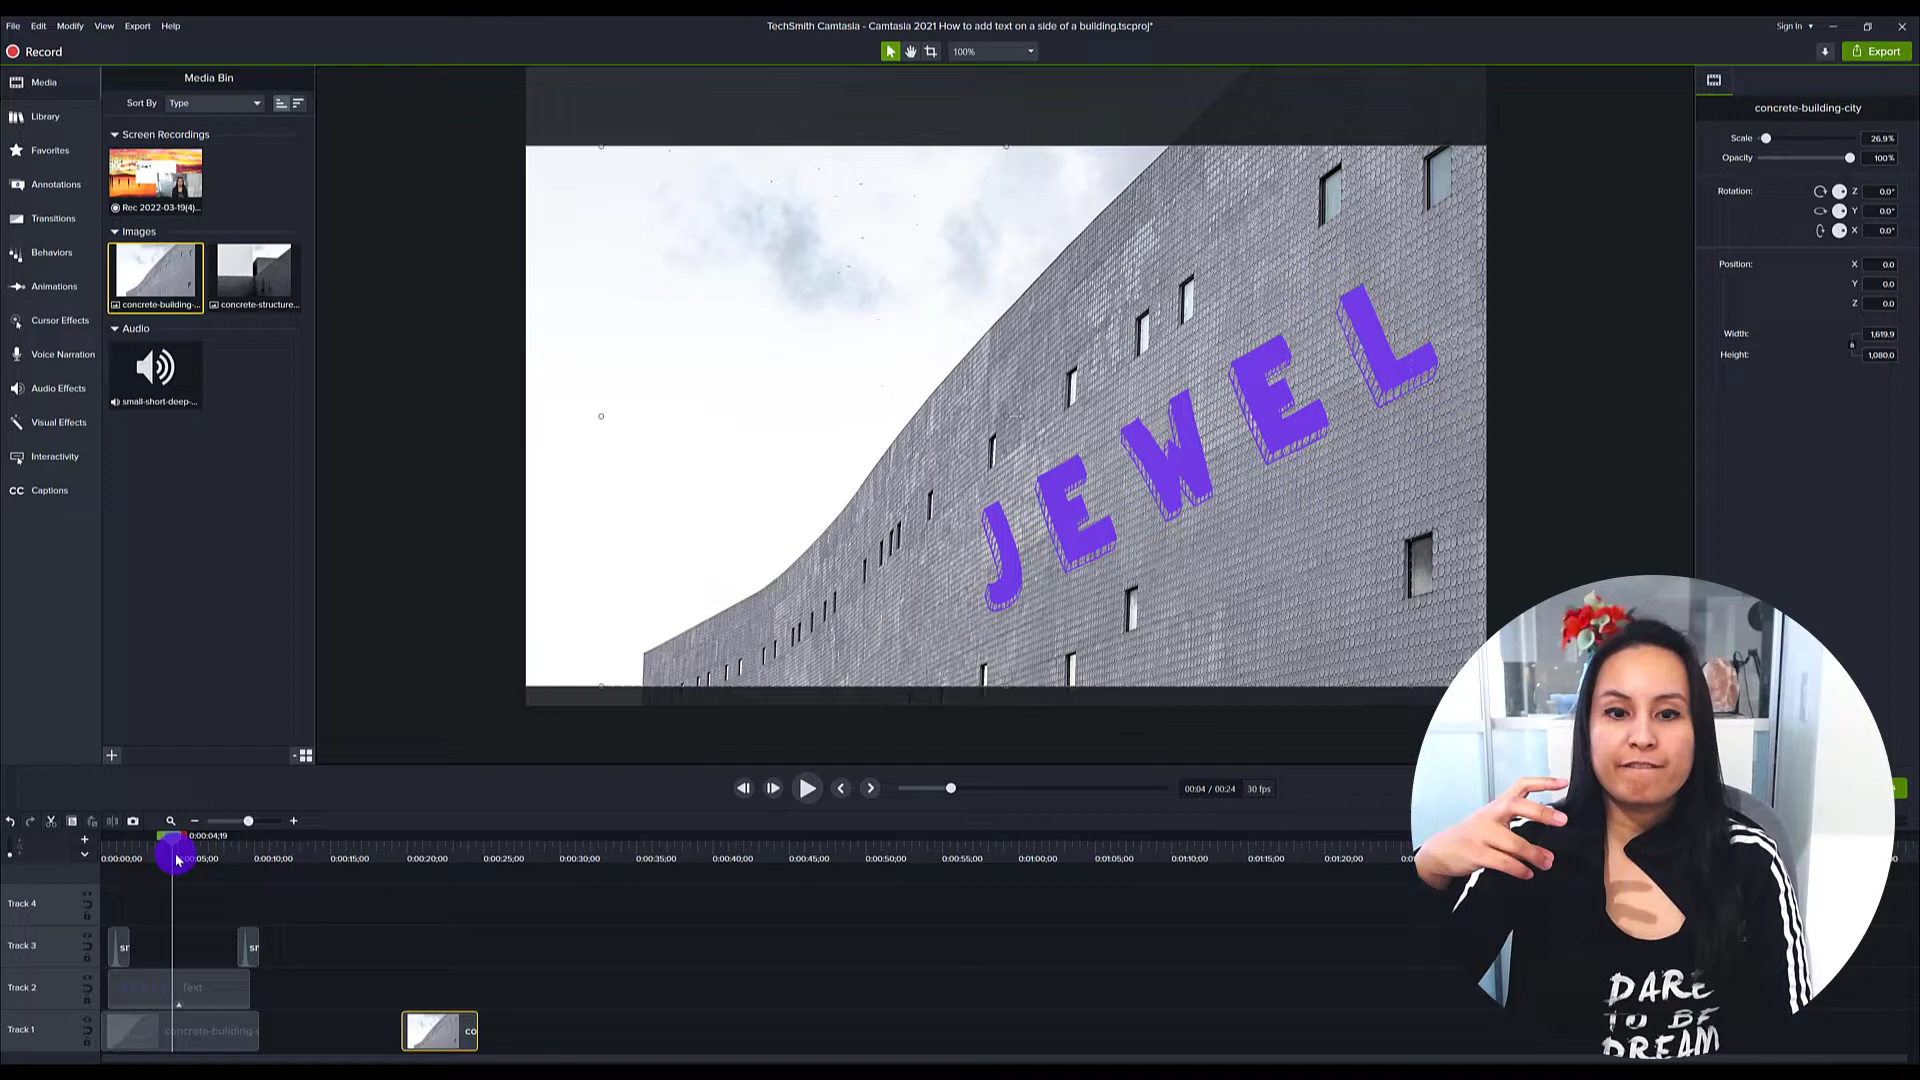 File Edit Modify View Export Help
TechSmith Camtasia - Camtasia 2021 How to add text on a side of a building.tscproj*
Sign In
Record
100%
Export
Media
Library
Favorites
Annotations
Transitions
Behaviors
Animations
Cursor Effects
Voice Narration
Audio Effects
Visual Effects
Interactivity
CC Captions
Media Bin
Sort By Type
Screen Recordings
Rec 2022-03-19(4)...
Images
concrete-building-...
concrete-structure...
Audio
small-short-deep-...
JEWEL
concrete-building-city
Scale 26.9%
Opacity 100%
Rotation: Z 0.0°
Y 0.0°
X 0.0°
Position: X 0.0
Y 0.0
Z 0.0
Width: 1,619.9
Height: 1,080.0
00:04 / 00:24 30 fps
0:00:04;19
0:00:00;00 0:00:10;00 0:00:15;00 0:00:20;00 0:00:25;00 0:00:30;00 0:00:35;00 0:00:40;00 0:00:45;00 0:00:50;00 0:00:55;00 0:01:00;00 0:01:05;00 0:01:10;00 0:01:15;00 0:01:20;00
Track 4
Track 3
Track 2
Text
Track 1
concrete-building-
co
DARE
TO BE
DREAM